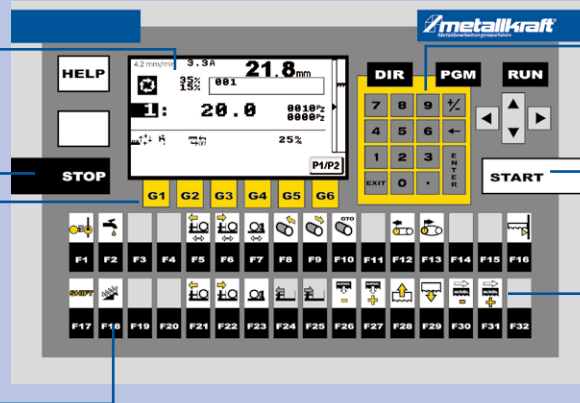 metallkraft
Metallbearbeitungsmaschinen
HELP
4,2 mm/min 3.3A 21.8mm
35% 001
15%
1: 20.0 0010Pz
0000Pz
25%
P1/P2
DIR PGM RUN
7 8 9 +/-
4 5 6 ←
1 2 3 ENTER
EXIT 0 .
STOP
START
G1 G2 G3 G4 G5 G6
GTO
F1 F2 F3 F4 F5 F6 F7 F8 F9 F10 F11 F12 F13 F14 F15 F16
SHIFT
F17 F18 F19 F20 F21 F22 F23 F24 F25 F26 F27 F28 F29 F30 F31 F32